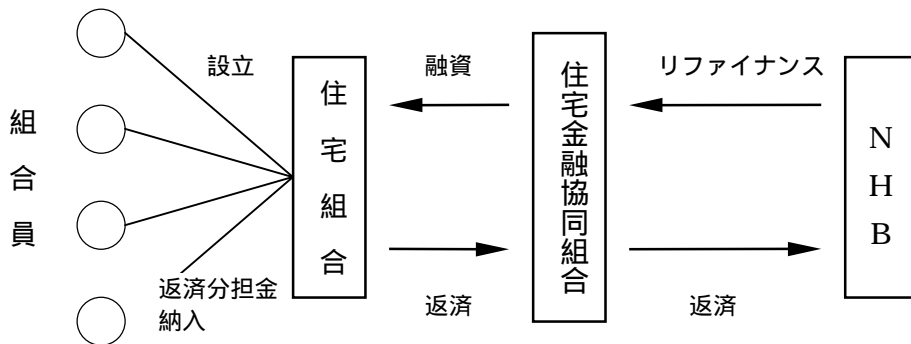 組合員
設立
返済分担金
納入
住宅組合
融資
返済
住宅金融協同組合
リファイナンス
返済
NHB